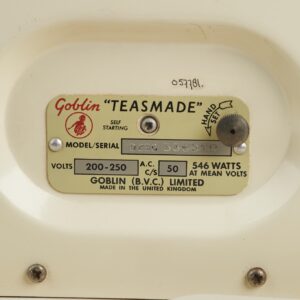 057781.
Goblin "TEASMADE"
SELF
STARTING
HAND
SET
MODEL/SERIAL
VOLTS 200-250 A.C. C/S 50 546 WATTS AT MEAN VOLTS
GOBLIN (B.V.C.) LIMITED
MADE IN THE UNITED KINGDOM